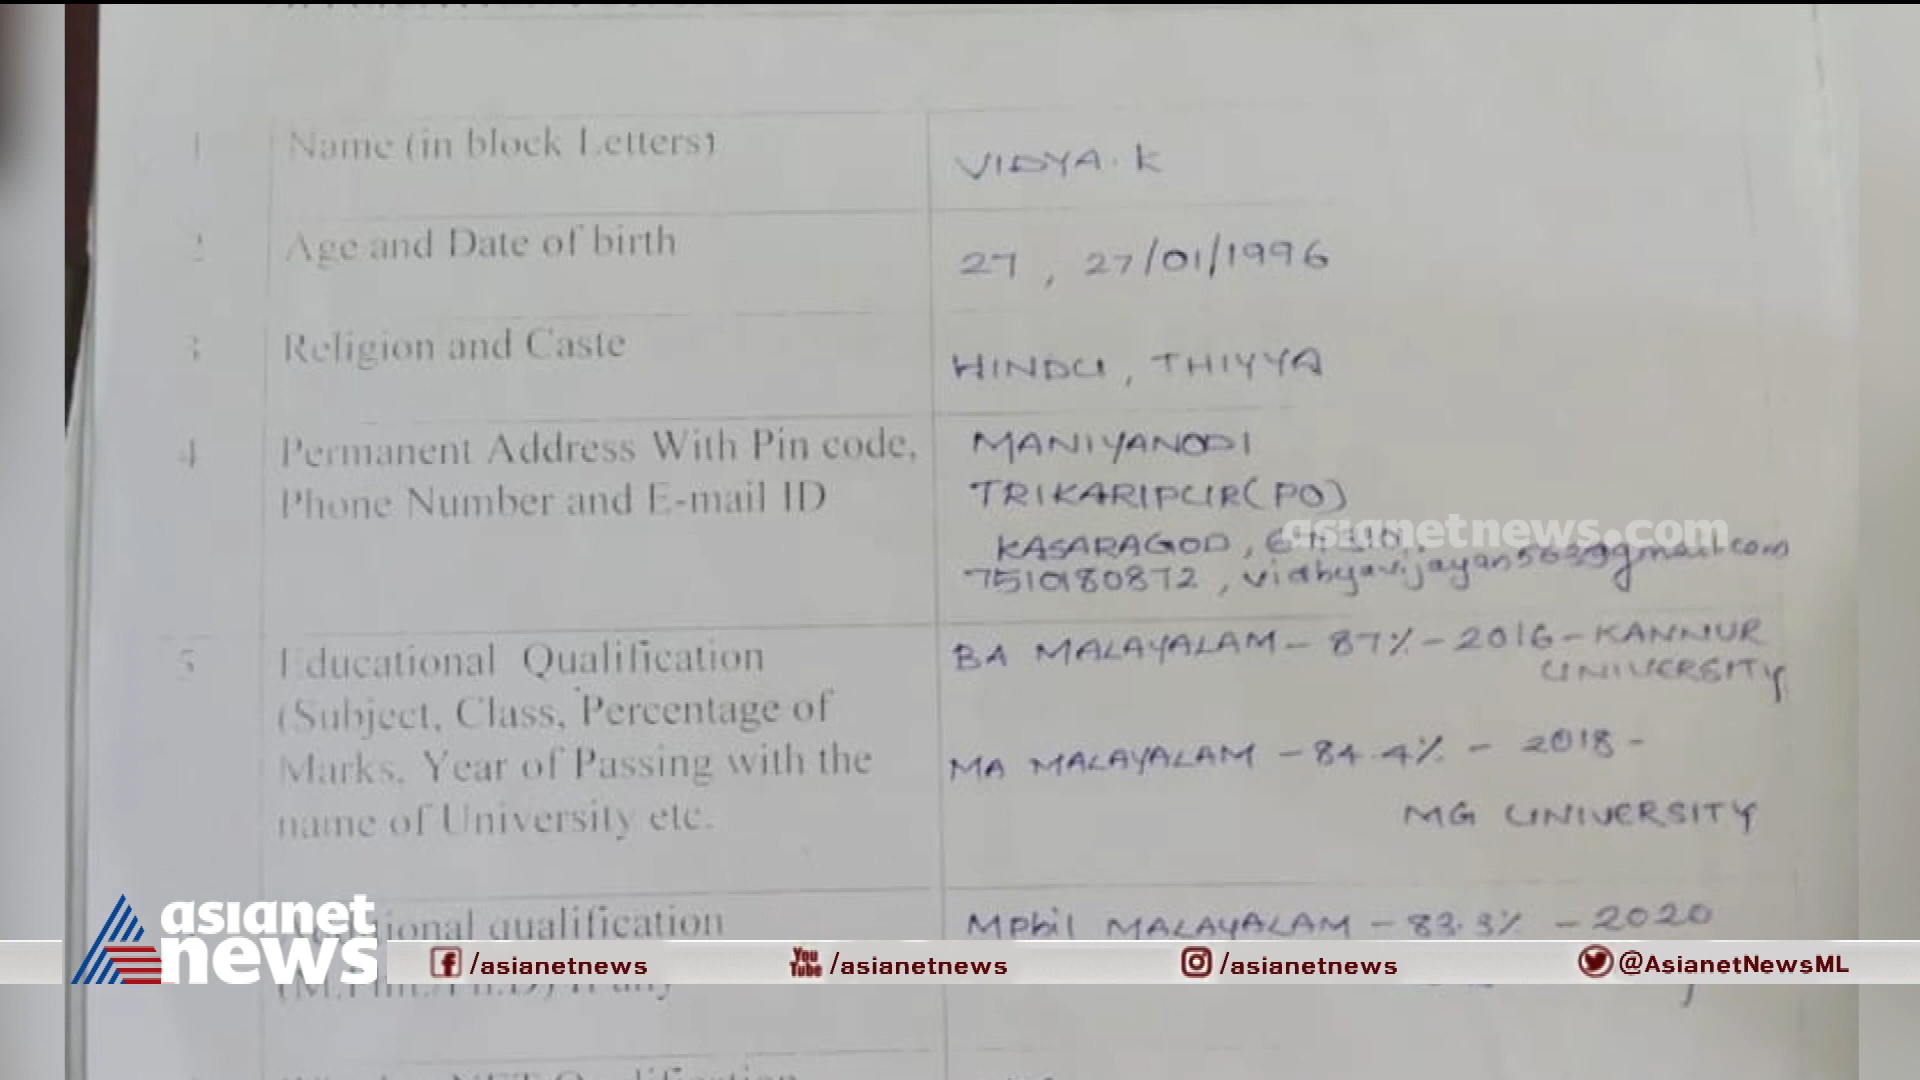 1 Name (in block Letters) VIDYA. K
2 Age and Date of birth 27, 27/01/1996
3 Religion and Caste HINDU, THIYYA
4 Permanent Address With Pin code, MANIYANODI
Phone Number and E-mail ID TRIKARIPUR(PO)
asianetnews.com
KASARAGOD,
7510180872,
5 Educational Qualification BA MALAYALAM - 87% - 2016 - KANNUR
UNIVERSITY
(Subject, Class, Percentage of
Marks, Year of Passing with the MA MALAYALAM - 84.4% - 2018 -
name of University etc. MG UNIVERSITY
qualification MPhil MALAYALAM - 83.3% - 2020
asianet
news
/asianetnews
You
Tube
/asianetnews
/asianetnews
@AsianetNewsML